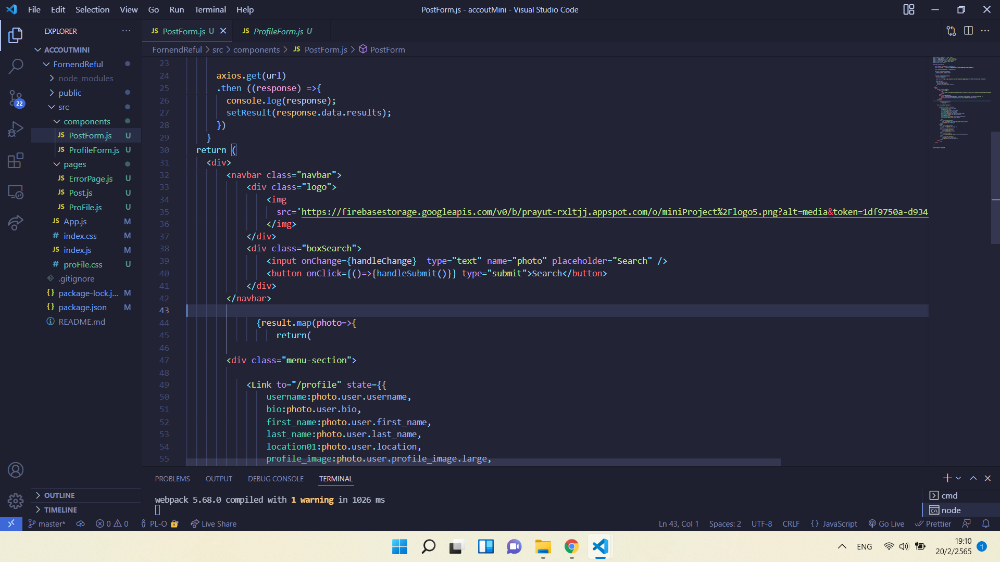 File Edit Selection View Go Run Terminal Help
PostForm.js - accoutMini - Visual Studio Code
EXPLORER
ACCOUTMINI
FornendReful
node_modules
public
src
components
JS PostForm.js U
JS ProfileForm.js U
pages
JS ErrorPage.js U
JS Post.js U
JS ProFile.js U
JS App.js M
# index.css M
JS index.js M
# proFile.css U
.gitignore
{} package-lock.j... M
{} package.json M
README.md
OUTLINE
TIMELINE
22
JS PostForm.js U
JS ProfileForm.js U
FornendReful > src > components > JS PostForm.js > PostForm
23
24 axios.get(url)
25 .then ((response) =>{
26 console.log(response);
27 setResult(response.data.results);
28 })
29 }
30 return (
31 <div>
32 <navbar class="navbar">
33 <div class="logo">
34 <img
35 src='https://firebasestorage.googleapis.com/v0/b/prayut-rxltjj.appspot.com/o/miniProject%2Flogo5.png?alt=media&token=1df9750a-d934
36 </img>
37 </div>
38 <div class="boxSearch">
39 <input onChange={handleChange}  type="text" name="photo" placeholder="Search" />
40 <button onClick={()=>{handleSubmit()}} type="submit">Search</button>
41 </div>
42 </navbar>
43
44 {result.map(photo=>{
45 return(
46
47 <div class="menu-section">
48
49 <Link to="/profile" state={{
50 username:photo.user.username,
51 bio:photo.user.bio,
52 first_name:photo.user.first_name,
53 last_name:photo.user.last_name,
54 location01:photo.user.location,
55 profile_image:photo.user.profile_image.large,
PROBLEMS OUTPUT DEBUG CONSOLE TERMINAL
webpack 5.68.0 compiled with 1 warning in 1026 ms
cmd
node
master* 0 0 PL-O Live Share
Ln 43, Col 1 Spaces: 2 UTF-8 CRLF {} JavaScript Go Live Prettier
ENG
19:10
20/2/2565
1